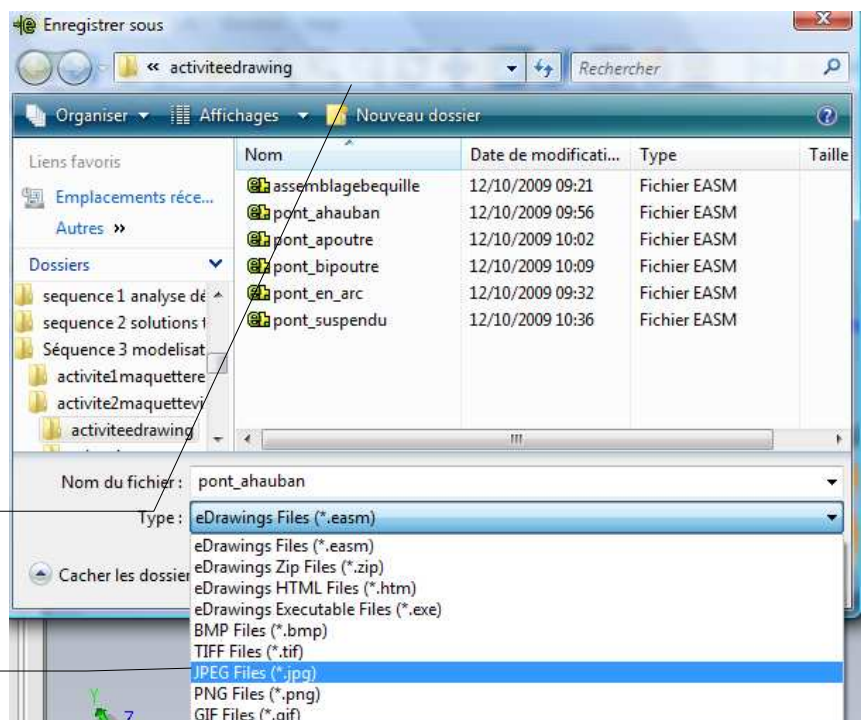 Enregistrer sous
« activiteedrawing
Rechercher
Organiser Affichages Nouveau dossier
Liens favoris
Emplacements réce...
Autres »
Dossiers
sequence 1 analyse dé
sequence 2 solutions t
Séquence 3 modelisat
activite1maquettere
activite2maquettevi
activiteedrawing
Nom Date de modificati... Type Taille
assemblagebequille 12/10/2009 09:21 Fichier EASM
pont_ahauban 12/10/2009 09:56 Fichier EASM
pont_apoutre 12/10/2009 10:02 Fichier EASM
pont_bipoutre 12/10/2009 10:09 Fichier EASM
pont_en_arc 12/10/2009 09:32 Fichier EASM
pont_suspendu 12/10/2009 10:36 Fichier EASM
Nom du fichier : pont_ahauban
Type : eDrawings Files (*.easm)
Cacher les dossier
eDrawings Files (*.easm)
eDrawings Zip Files (*.zip)
eDrawings HTML Files (*.htm)
eDrawings Executable Files (*.exe)
BMP Files (*.bmp)
TIFF Files (*.tif)
JPEG Files (*.jpg)
PNG Files (*.png)
GIF Files (*.gif)
Y
Z